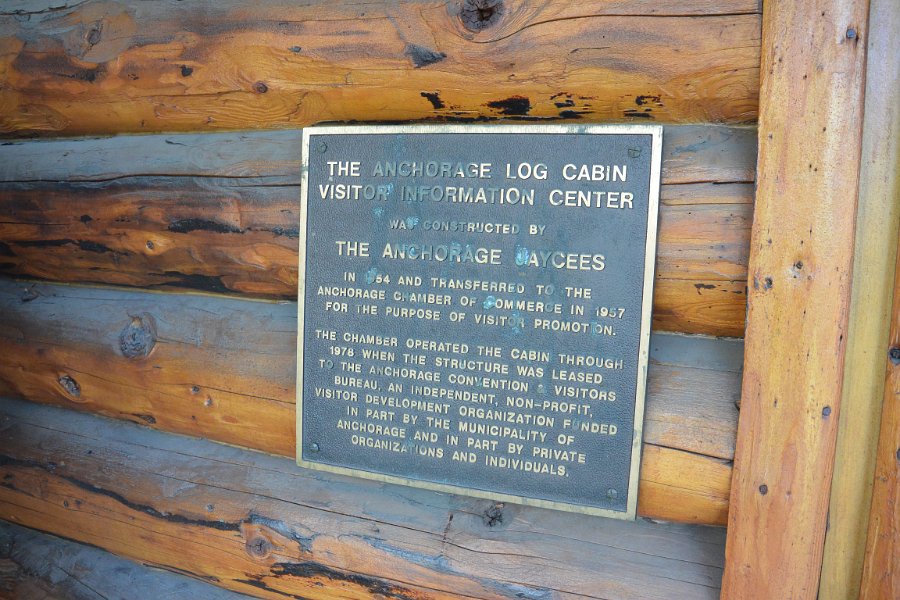 THE ANCHORAGE LOG CABIN
VISITOR INFORMATION CENTER
WAS CONSTRUCTED BY
THE ANCHORAGE JAYCEES
IN 1954 AND TRANSFERRED TO THE
ANCHORAGE CHAMBER OF COMMERCE IN 1957
FOR THE PURPOSE OF VISITOR PROMOTION.
THE CHAMBER OPERATED THE CABIN THROUGH
1978 WHEN THE STRUCTURE WAS LEASED
TO THE ANCHORAGE CONVENTION & VISITORS
BUREAU, AN INDEPENDENT, NON-PROFIT,
VISITOR DEVELOPMENT ORGANIZATION FUNDED
IN PART BY THE MUNICIPALITY OF
ANCHORAGE AND IN PART BY PRIVATE
ORGANIZATIONS AND INDIVIDUALS.